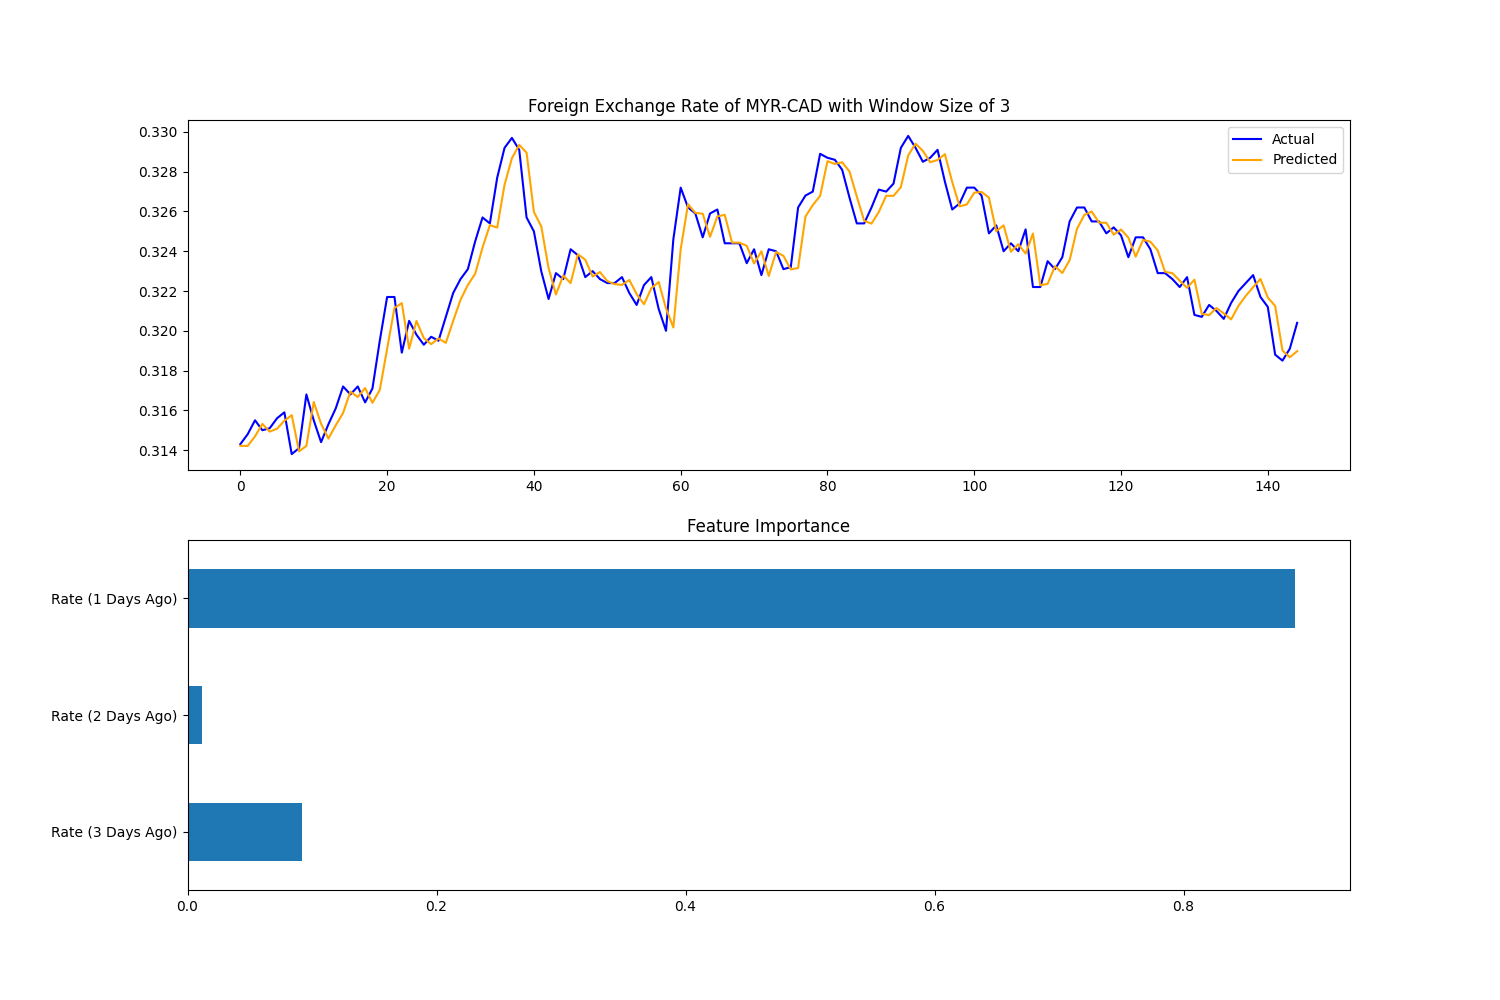 Foreign Exchange Rate of MYR-CAD with Window Size of 3
0.330
0.328
0.326
0.324
0.322
0.320
0.318
0.316
0.314
Actual
Predicted
0 20 40 60 80 100 120 140
Feature Importance
Rate (1 Days Ago)
Rate (2 Days Ago)
Rate (3 Days Ago)
0.0 0.2 0.4 0.6 0.8